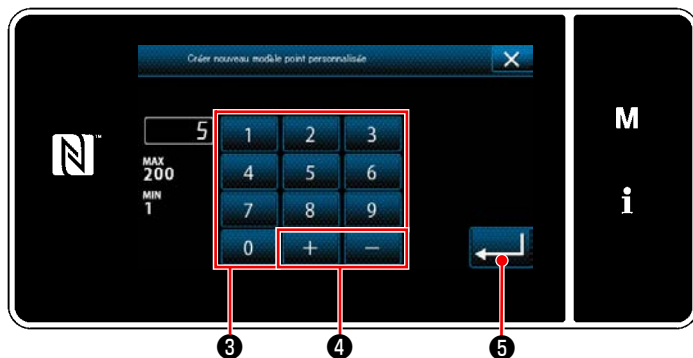 Créer nouveau modèle point personnalisée
5
1 2 3
MAX
200
4 5 6
MIN
1
7 8 9
0 + −
M
i
❸ ❹ ❺